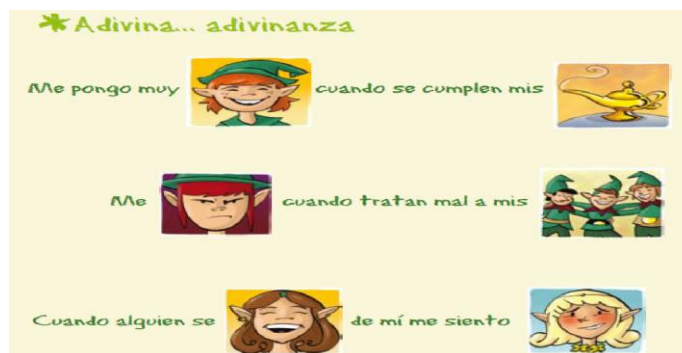 Adivina... adivinanza
Me pongo muy cuando se cumplen mis
Me cuando tratan mal a mis
Cuando alguien se de mí me siento